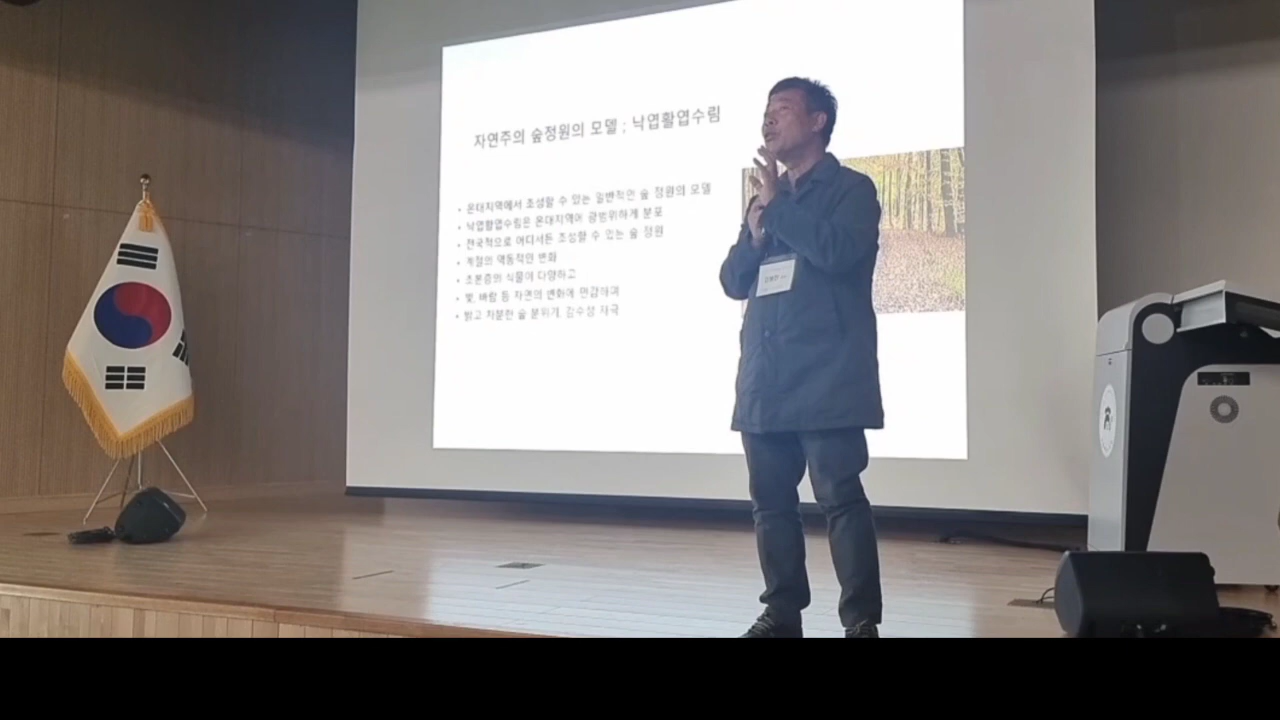 자연주의 숲정원의 모델 ; 낙엽활엽수림
• 온대지역에서 조성할 수 있는 일반적인 숲 정원의 모델
• 낙엽활엽수림은 온대지역에 광범위하게 분포
• 전국적으로 어디서든 조성할 수 있는 숲 정원
• 계절의 역동적인 변화
• 초본층의 식물이 다양하고
• 빛, 바람 등 자연의 변화에 민감하며
• 밝고 차분한 숲 분위기, 감수성 자극